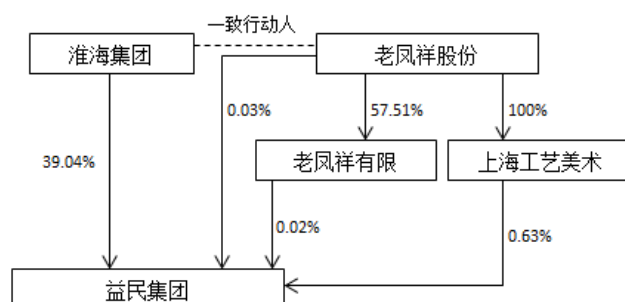 一致行动人
淮海集团
老凤祥股份
0.03%
57.51%
100%
39.04%
老凤祥有限
上海工艺美术
0.02%
0.63%
益民集团